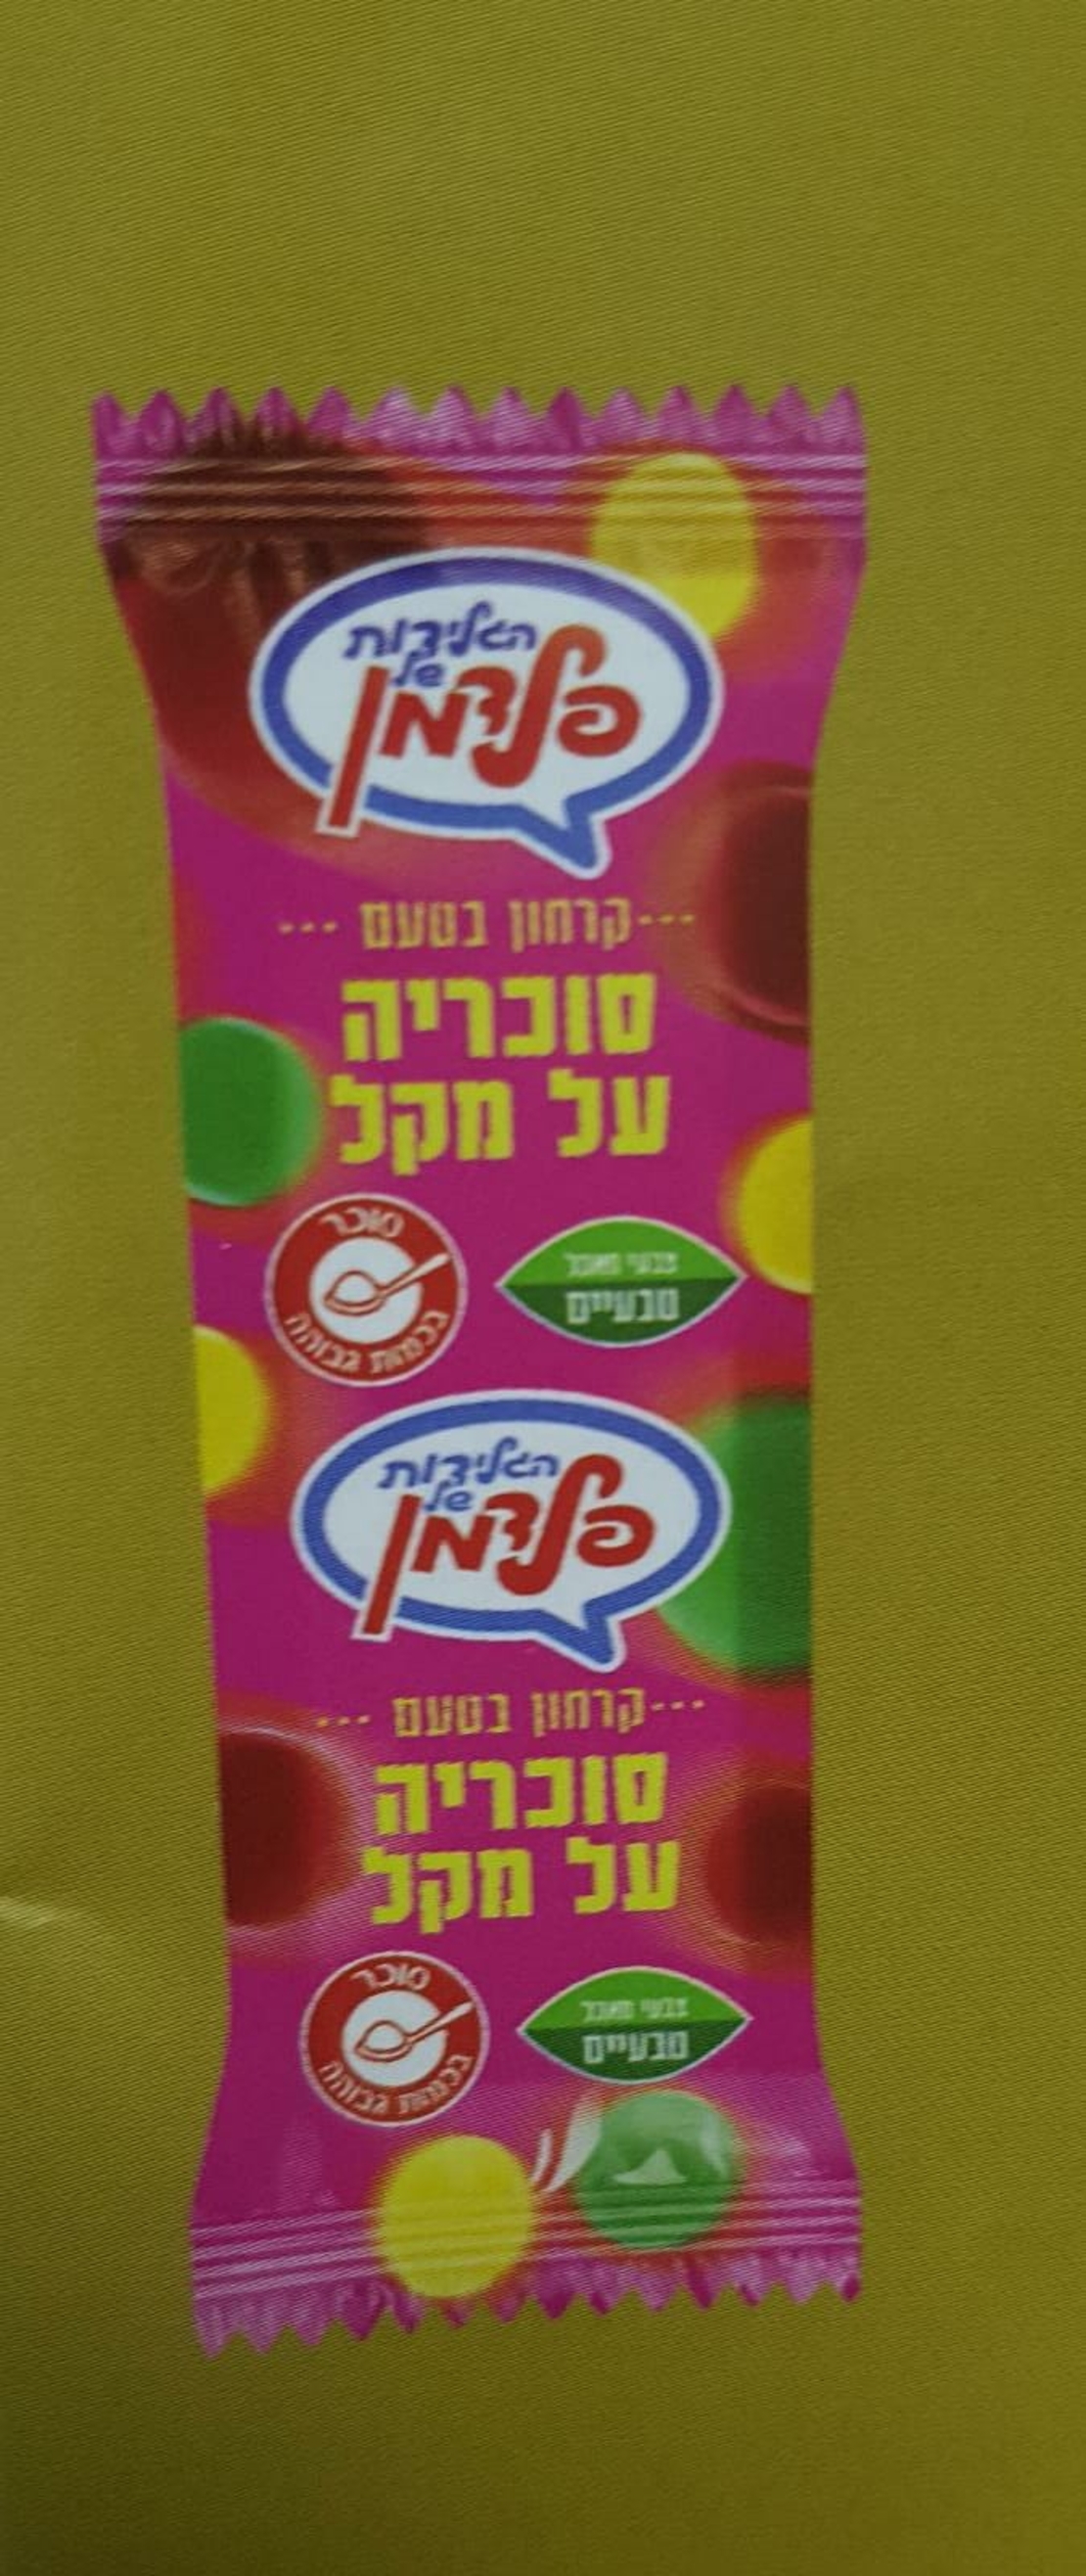 הגלידות
של
פלדמן
קרחון בטעם
סוכריה
על מקל
סוכר
בכמות גבוהה
צבעי מאכל
טבעיים
הגלידות
של
פלדמן
קרחון בטעם
סוכריה
על מקל
סוכר
בכמות גבוהה
צבעי מאכל
טבעיים